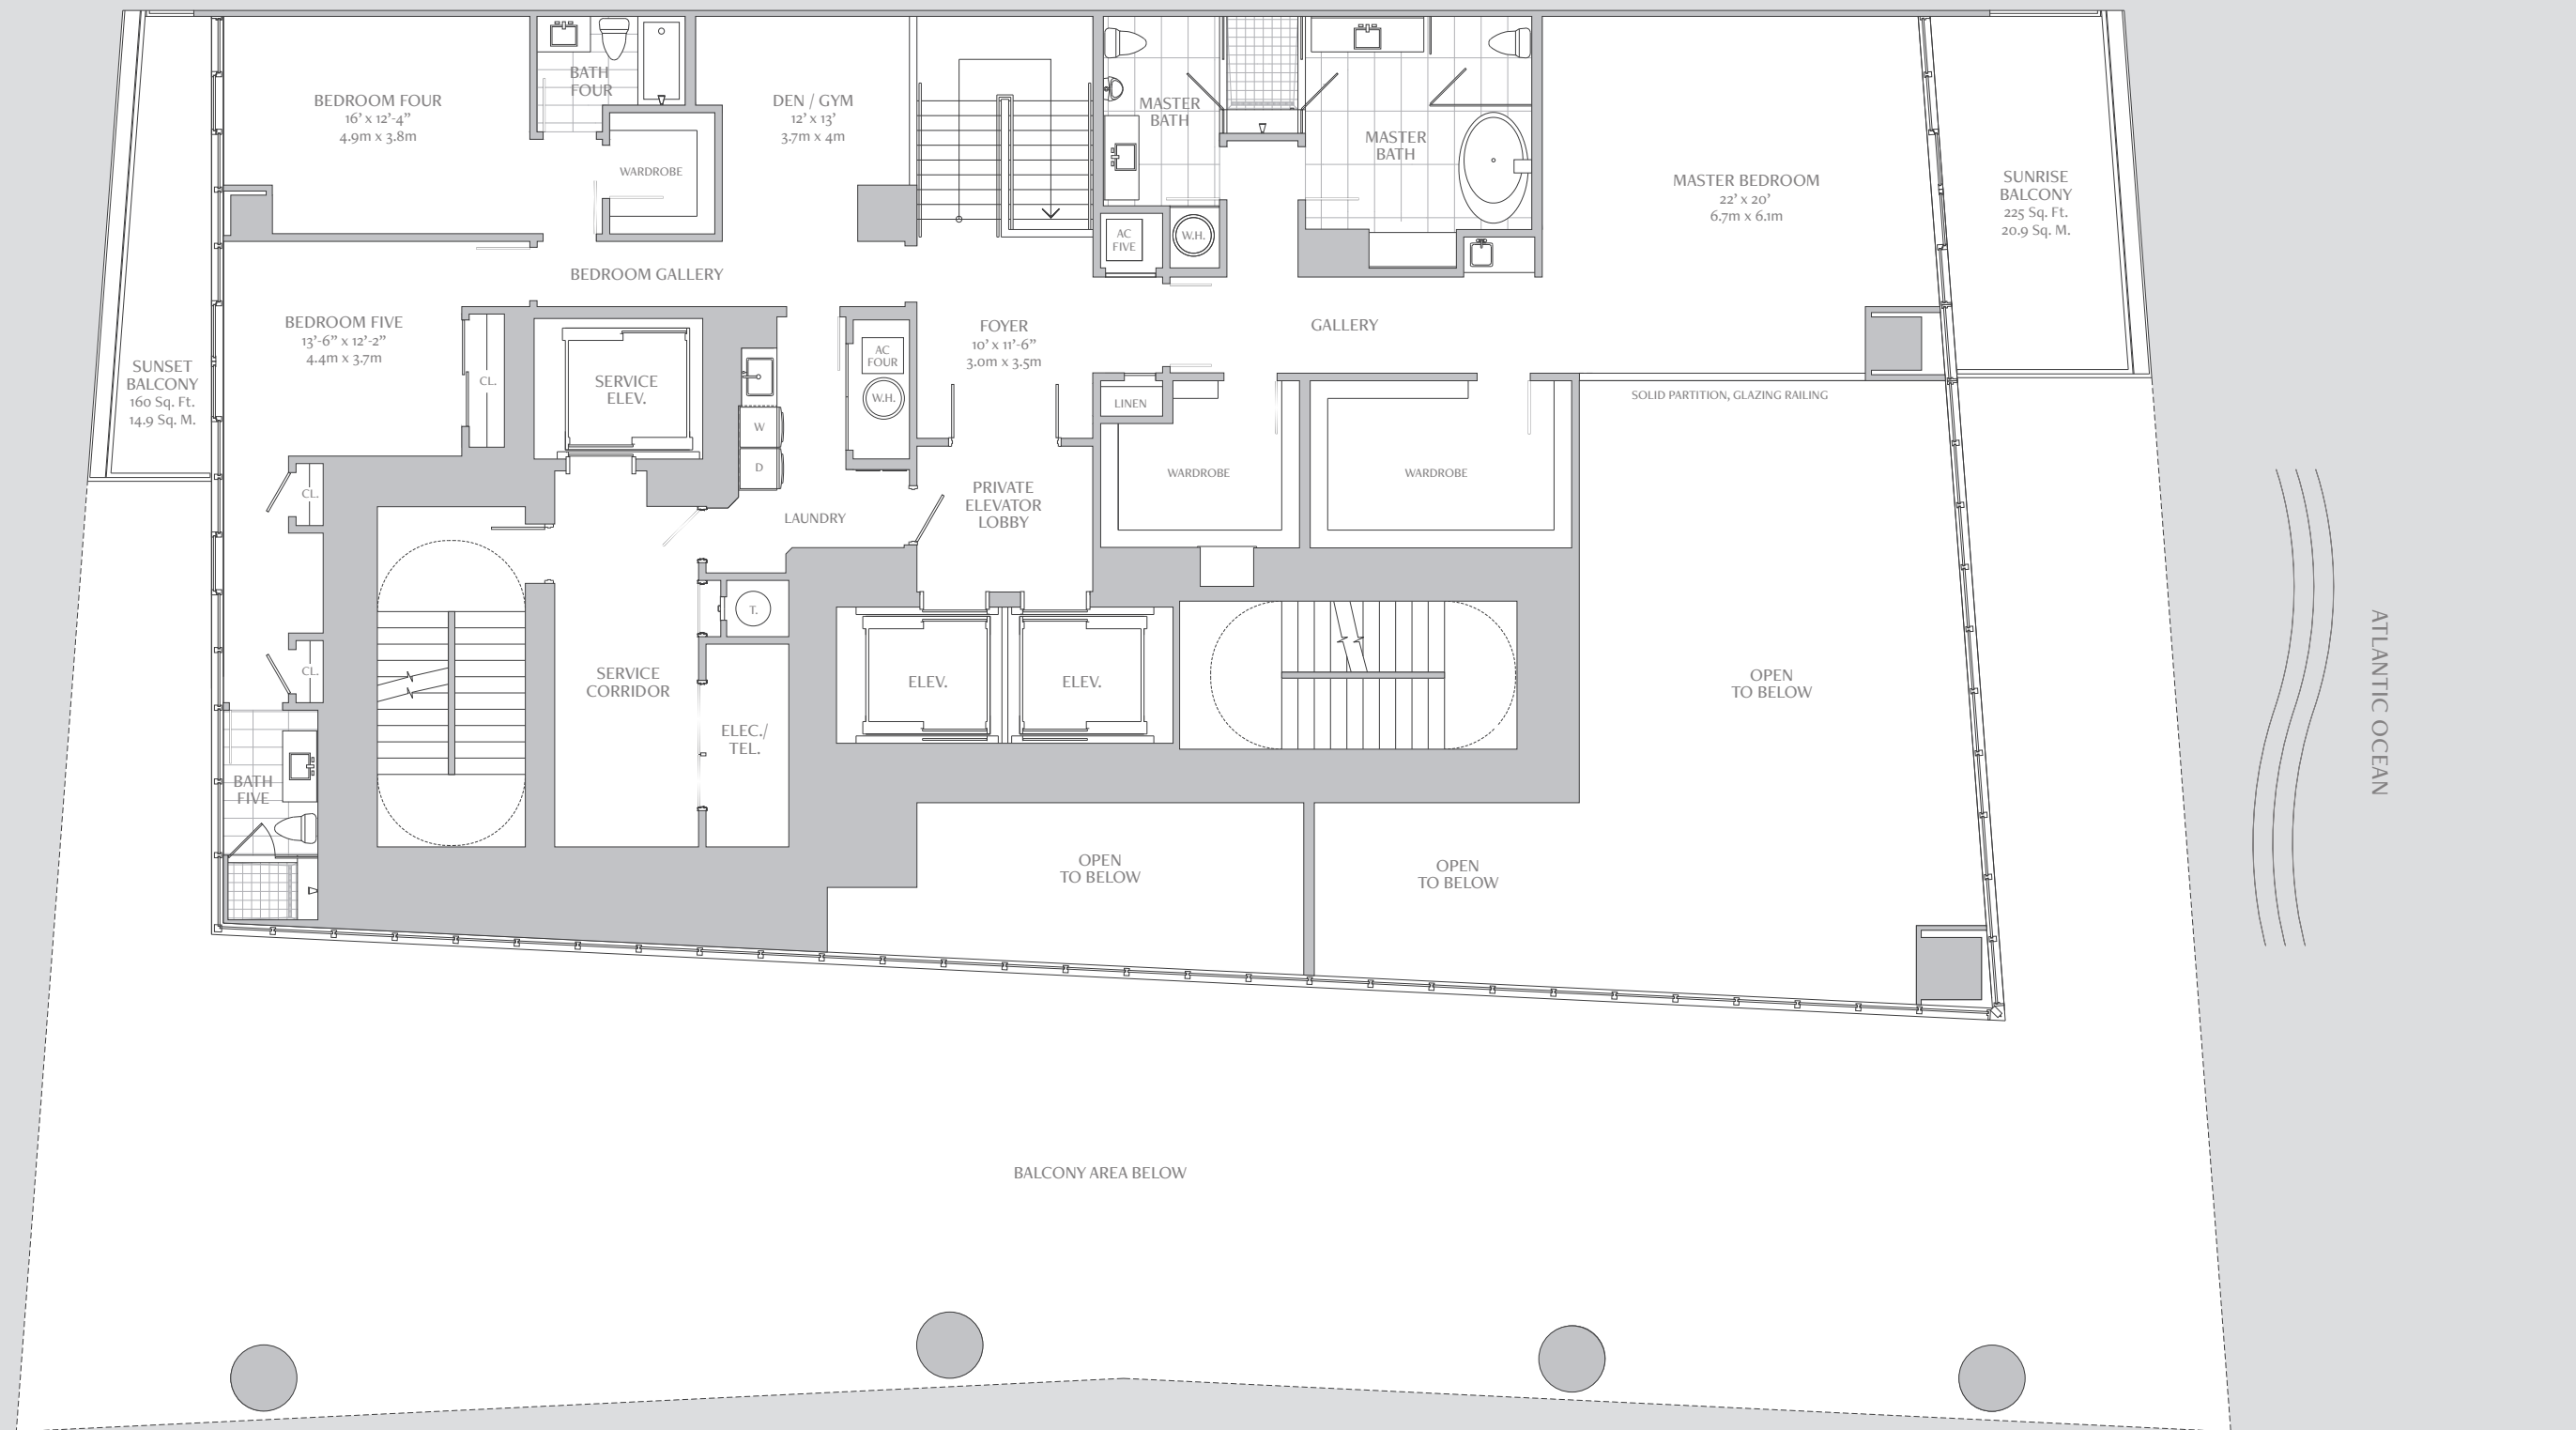 BEDROOM FOUR
16’ x 12’-4”
4.9m x 3.8m
BATH
FOUR
WARDROBE
DEN / GYM
12’ x 13’
3.7m x 4m
MASTER
BATH
MASTER
BATH
AC
FIVE
W.H.
MASTER BEDROOM
22’ x 20’
6.7m x 6.1m
SUNRISE
BALCONY
225 Sq. Ft.
20.9 Sq. M.
BEDROOM GALLERY
BEDROOM FIVE
13’-6” x 12’-2”
4.4m x 3.7m
SUNSET
BALCONY
160 Sq. Ft.
14.9 Sq. M.
CL.
SERVICE
ELEV.
AC
FOUR
W.H.
W
D
FOYER
10’ x 11’-6”
3.0m x 3.5m
GALLERY
LINEN
SOLID PARTITION, GLAZING RAILING
WARDROBE
WARDROBE
CL.
LAUNDRY
PRIVATE
ELEVATOR
LOBBY
T.
CL.
SERVICE
CORRIDOR
ELEV.
ELEV.
OPEN
TO BELOW
ATLANTIC OCEAN
ELEC./
TEL.
BATH
FIVE
OPEN
TO BELOW
OPEN
TO BELOW
BALCONY AREA BELOW